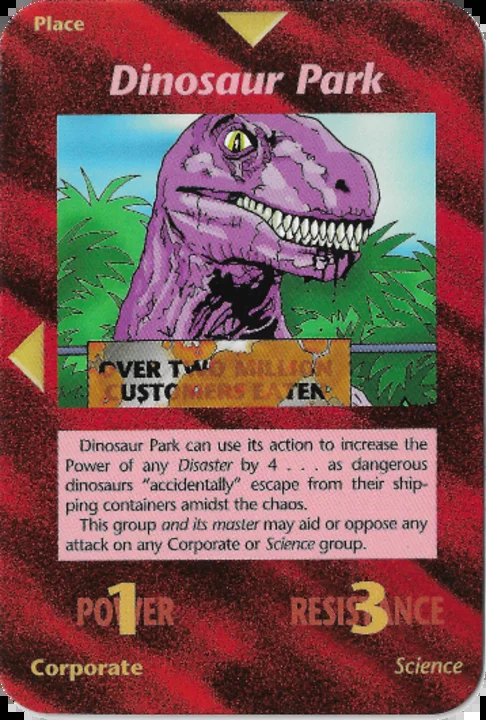 Place
Dinosaur Park
OVER TWO MILLION
CUSTOMERS EATEN
Dinosaur Park can use its action to increase the
Power of any Disaster by 4 . . . as dangerous
dinosaurs “accidentally” escape from their ship-
ping containers amidst the chaos.
This group and its master may aid or oppose any
attack on any Corporate or Science group.
POWER 1 RESISTANCE 3
Corporate Science